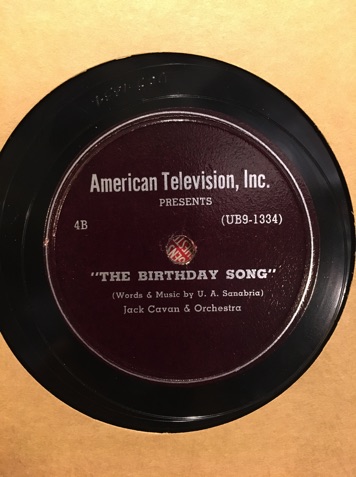 American Television, Inc.
PRESENTS
4B
(UB9-1334)
"THE BIRTHDAY SONG"
(Words & Music by U. A. Sanabria)
Jack Cavan & Orchestra